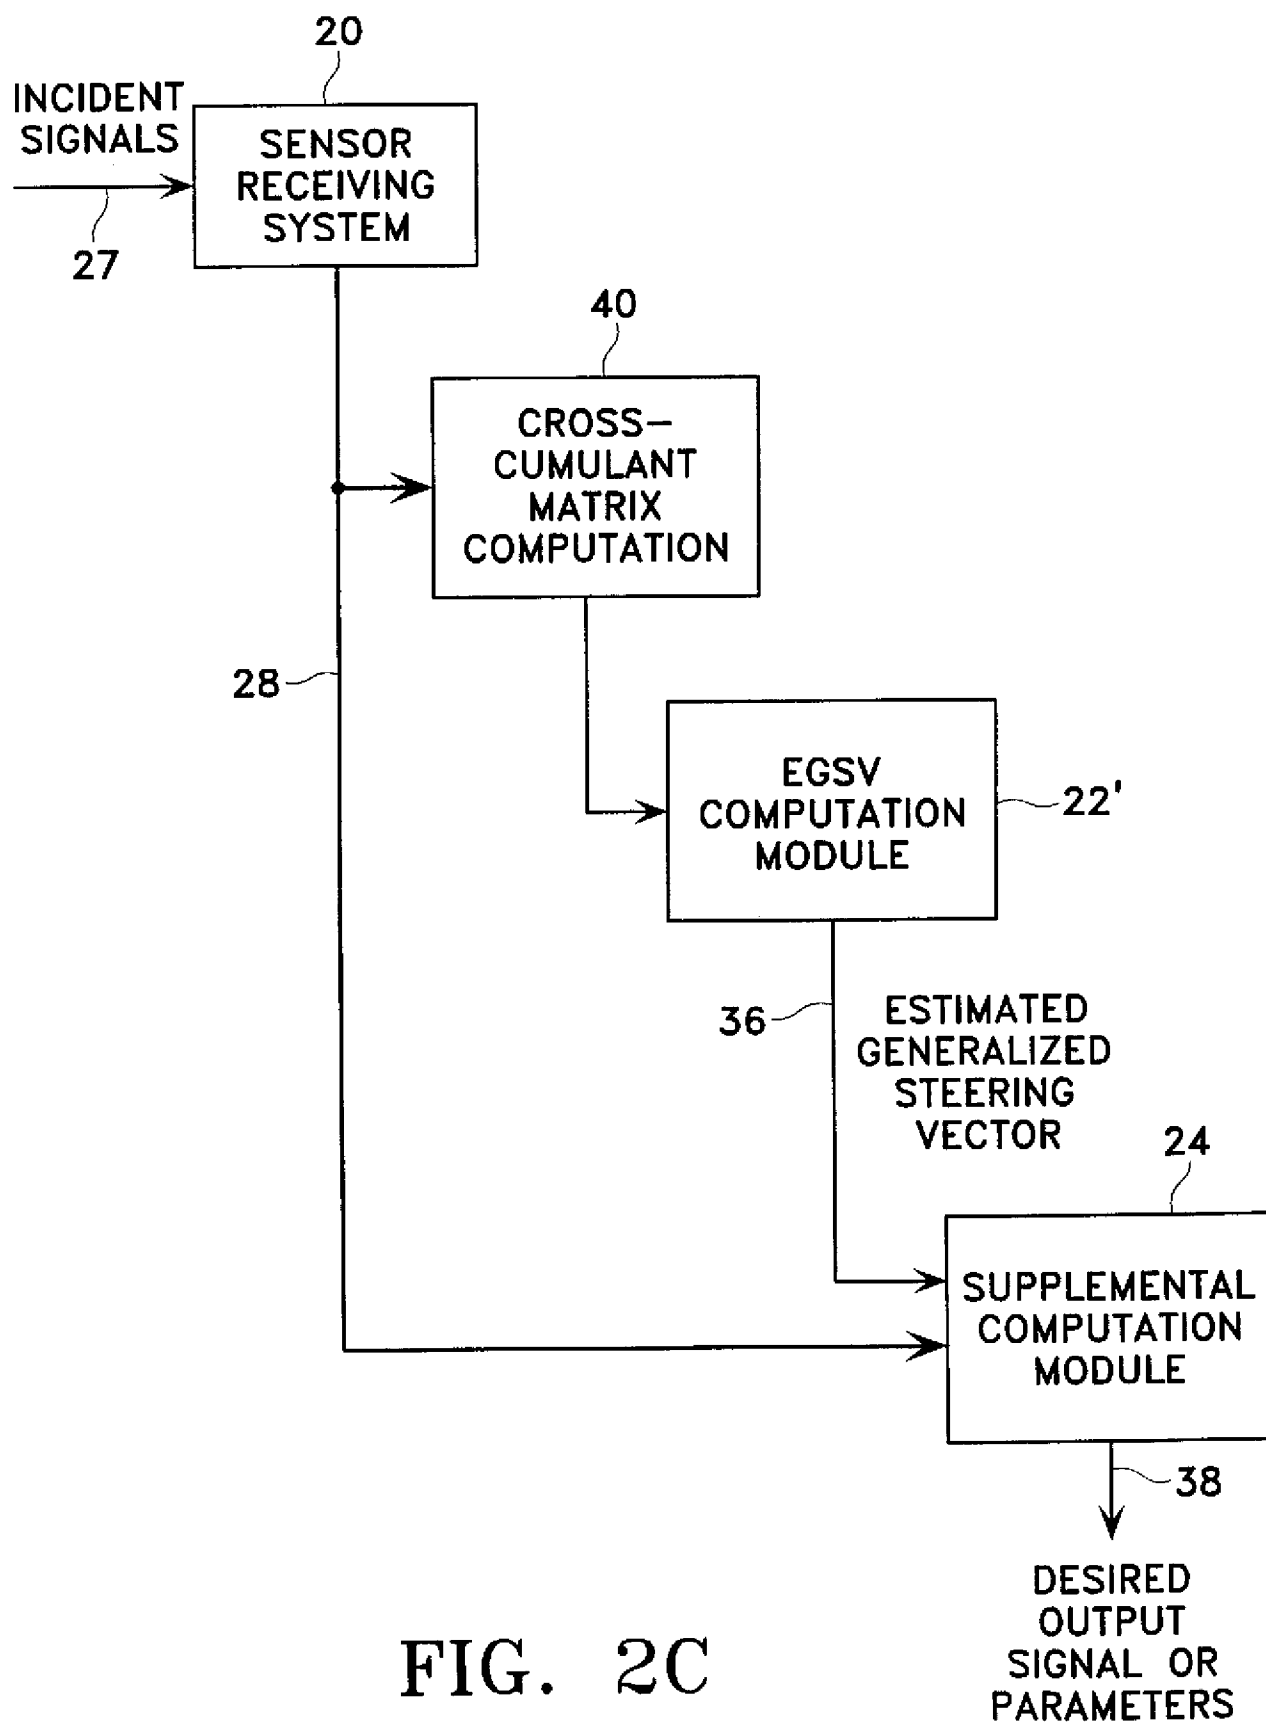 20
INCIDENT
SIGNALS
27
SENSOR
RECEIVING
SYSTEM
40
CROSS–
CUMULANT
MATRIX
COMPUTATION
28
EGSV
COMPUTATION
MODULE
22'
36
ESTIMATED
GENERALIZED
STEERING
VECTOR
24
SUPPLEMENTAL
COMPUTATION
MODULE
38
DESIRED
OUTPUT
SIGNAL OR
PARAMETERS
FIG. 2C